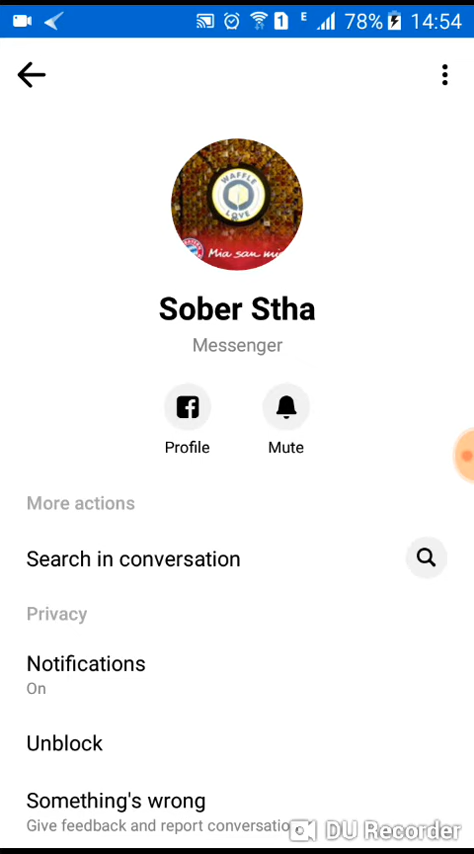 1 E 78% 14:54
WAFFLE
LOVE
Mia san mi
Sober Stha
Messenger
Profile Mute
More actions
Search in conversation
Privacy
Notifications
On
Unblock
Something's wrong
Give feedback and report conversatio
DU Recorder